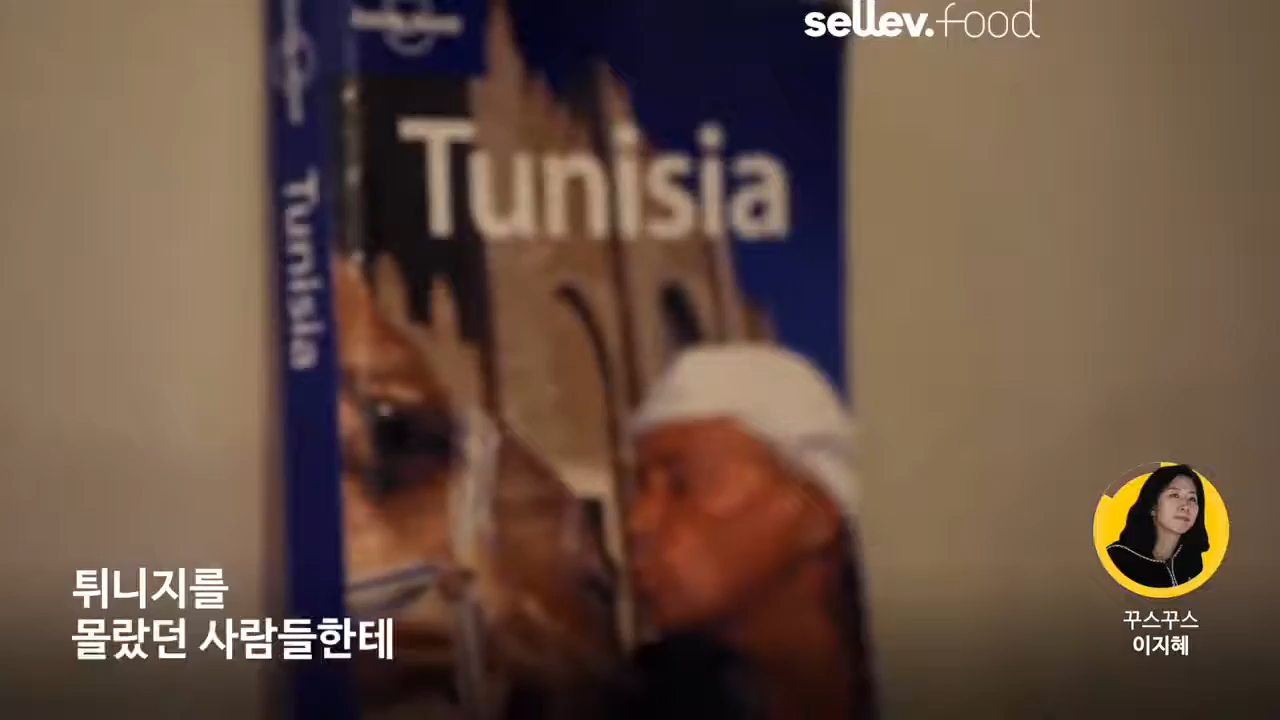 sellev.food
Tunisia
Tunisia
튀니지를
몰랐던 사람들한테
꾸스꾸스
이지혜